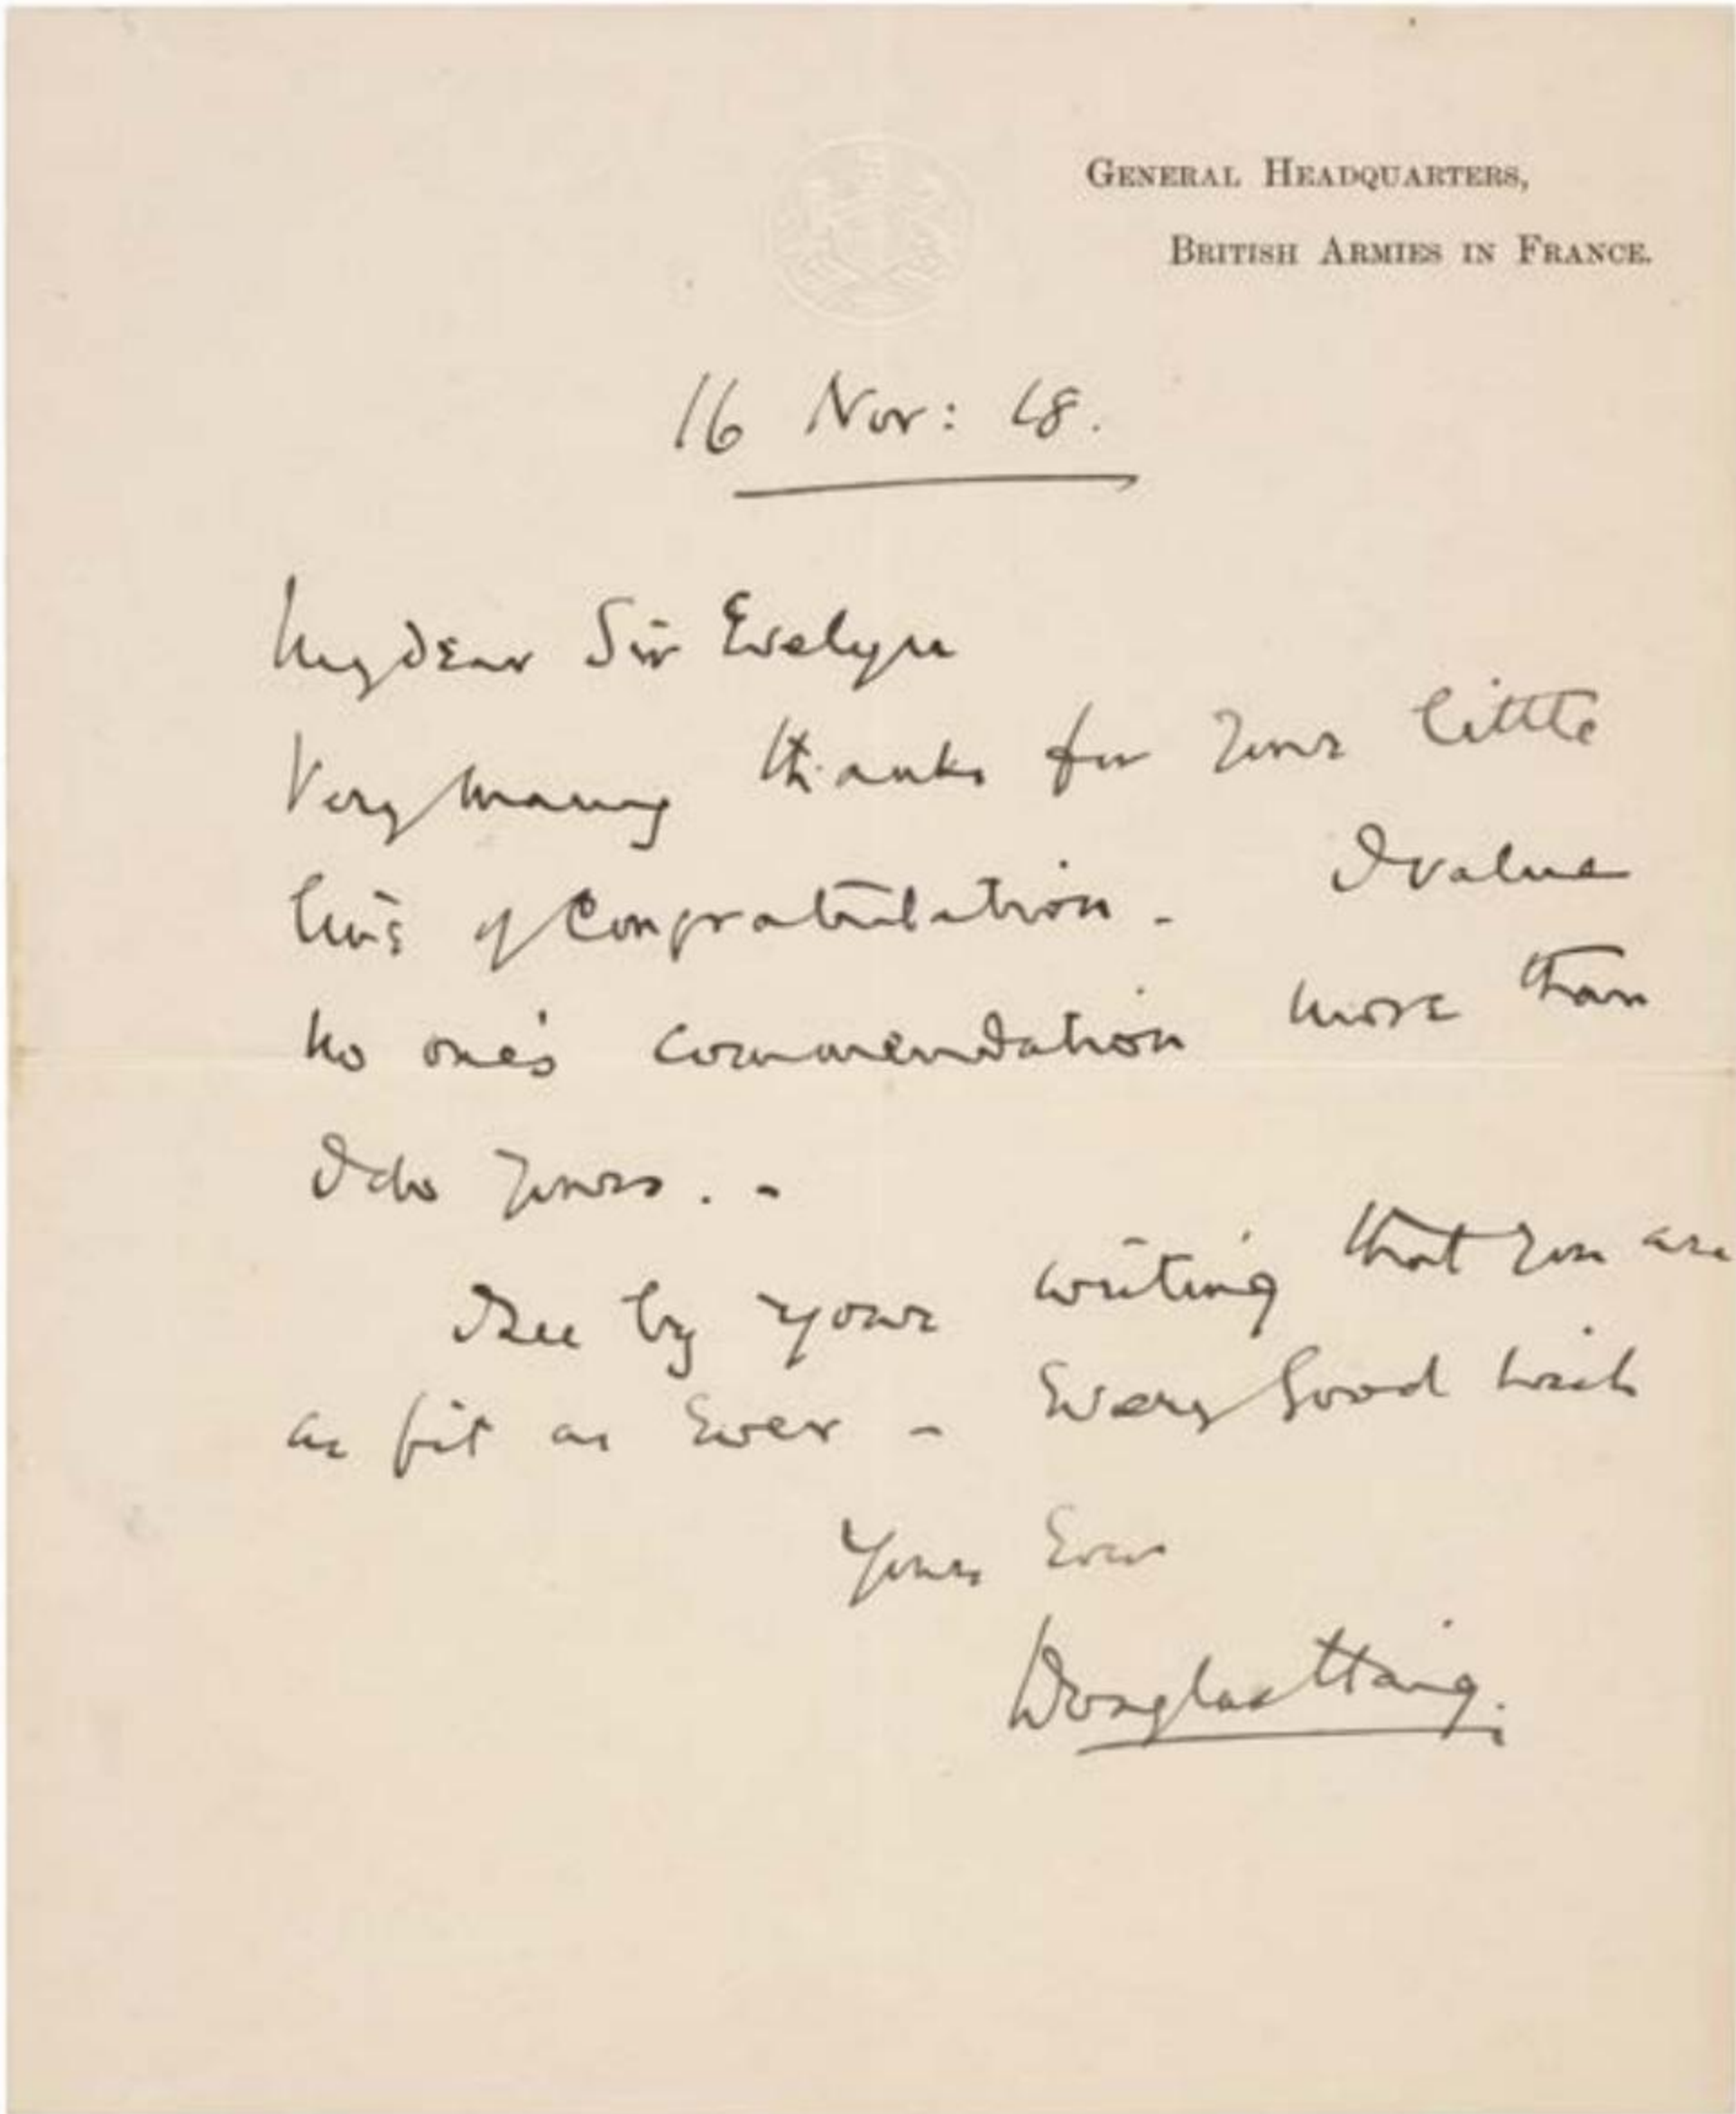 GENERAL HEADQUARTERS,
BRITISH ARMIES IN FRANCE.
16 Nov: 18.
My dear Sir Evelyn
Very many thanks for your little
line of congratulation - I value
no one's commendation more than
I do yours. -
I see by your writing that you are
as fit as ever - Every good wish
Yours Ever
Douglas Haig.